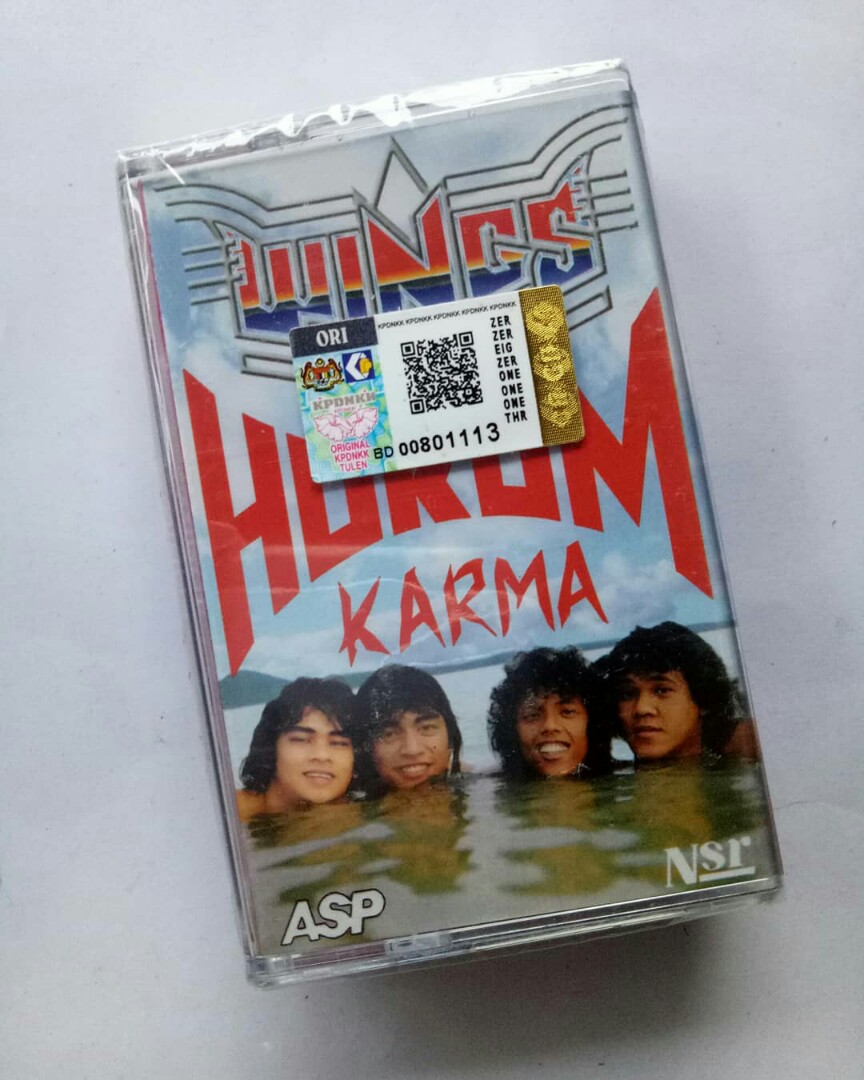 WINGS
ORI
KPDNKK KPDNKK KPDNKK KPDNKK KPDNKK
ZER
ZER
EIG
ZER
ONE
ONE
ONE
THR
KPDNKK
ORIGINAL
KPDNKK
TULEN
BD 00801113
HUKUM
KARMA
Nsr
ASP